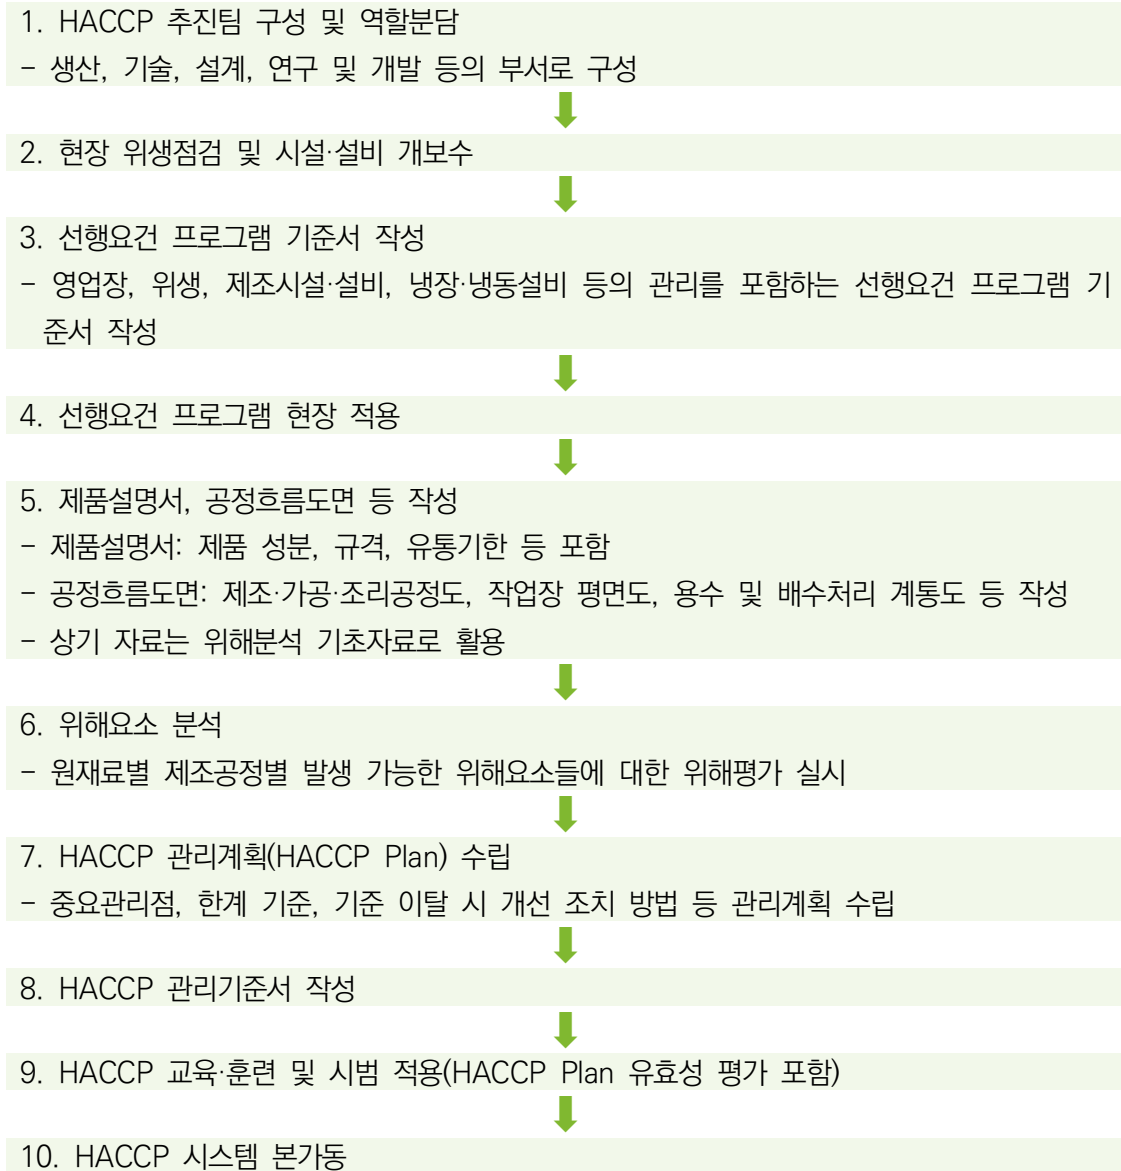 1. HACCP 추진팀 구성 및 역할분담
- 생산, 기술, 설계, 연구 및 개발 등의 부서로 구성
2. 현장 위생점검 및 시설·설비 개보수
3. 선행요건 프로그램 기준서 작성
- 영업장, 위생, 제조시설·설비, 냉장·냉동설비 등의 관리를 포함하는 선행요건 프로그램 기
준서 작성
4. 선행요건 프로그램 현장 적용
5. 제품설명서, 공정흐름도면 등 작성
- 제품설명서: 제품 성분, 규격, 유통기한 등 포함
- 공정흐름도면: 제조·가공·조리공정도, 작업장 평면도, 용수 및 배수처리 계통도 등 작성
- 상기 자료는 위해분석 기초자료로 활용
6. 위해요소 분석
- 원재료별 제조공정별 발생 가능한 위해요소들에 대한 위해평가 실시
7. HACCP 관리계획(HACCP Plan) 수립
- 중요관리점, 한계 기준, 기준 이탈 시 개선 조치 방법 등 관리계획 수립
8. HACCP 관리기준서 작성
9. HACCP 교육·훈련 및 시범 적용(HACCP Plan 유효성 평가 포함)
10. HACCP 시스템 본가동